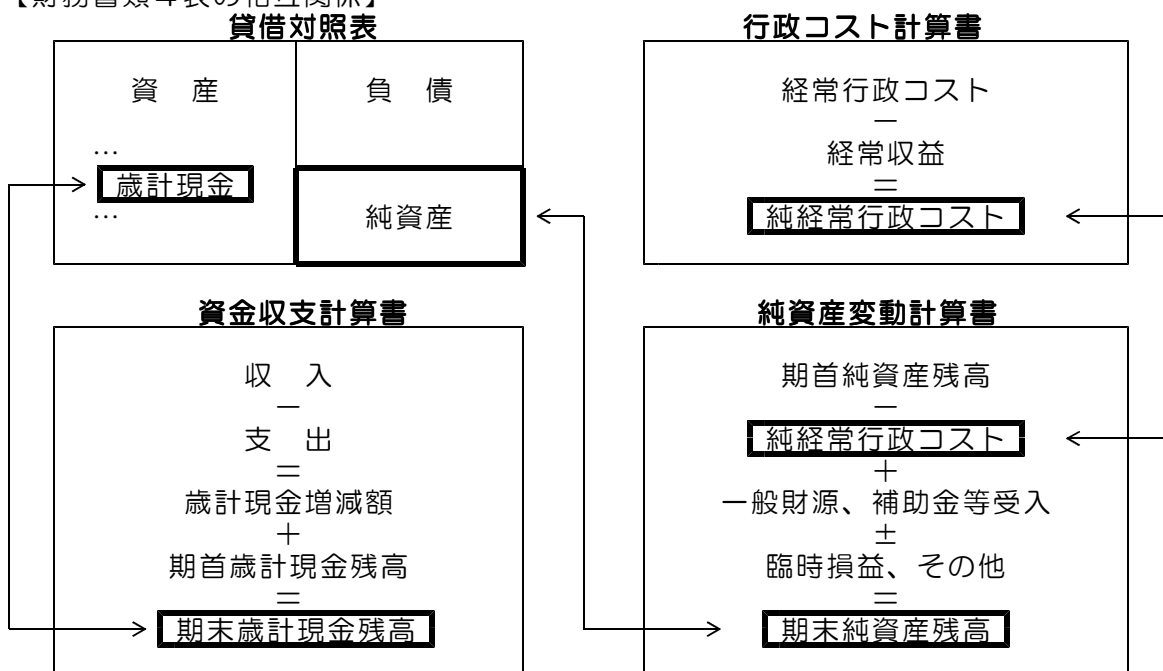 【財務書類4表の相互関係】
貸借対照表
資　産
負　債
…
歳計現金
…
純資産
行政コスト計算書
経常行政コスト
－
経常収益
＝
純経常行政コスト
資金収支計算書
収　入
－
支　出
＝
歳計現金増減額
＋
期首歳計現金残高
＝
期末歳計現金残高
純資産変動計算書
期首純資産残高
－
純経常行政コスト
＋
一般財源、補助金等受入
±
臨時損益、その他
＝
期末純資産残高